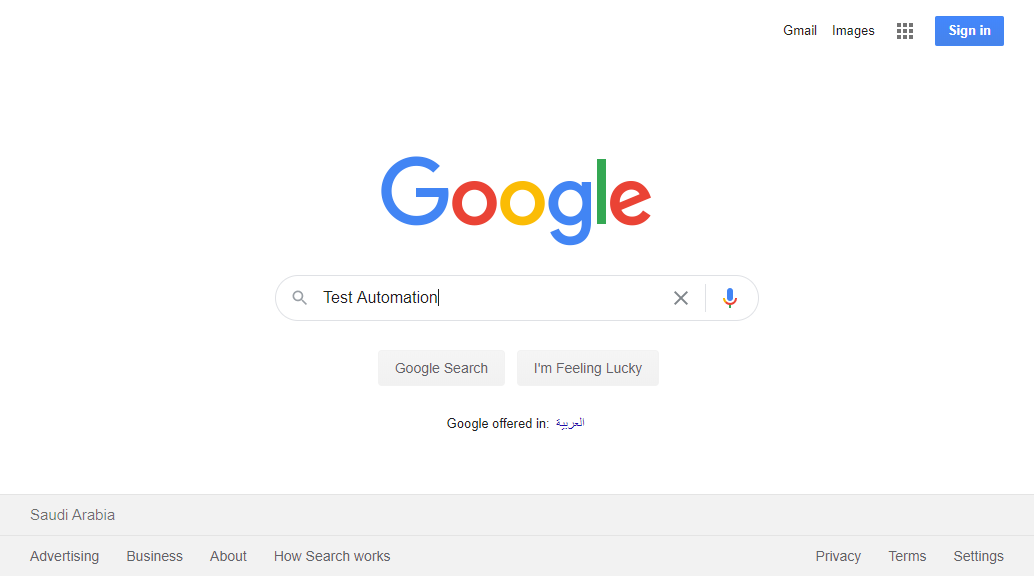 Gmail Images Sign in
Google
Test Automation
Google Search I'm Feeling Lucky
Google offered in: العربية
Saudi Arabia
Advertising Business About How Search works Privacy Terms Settings